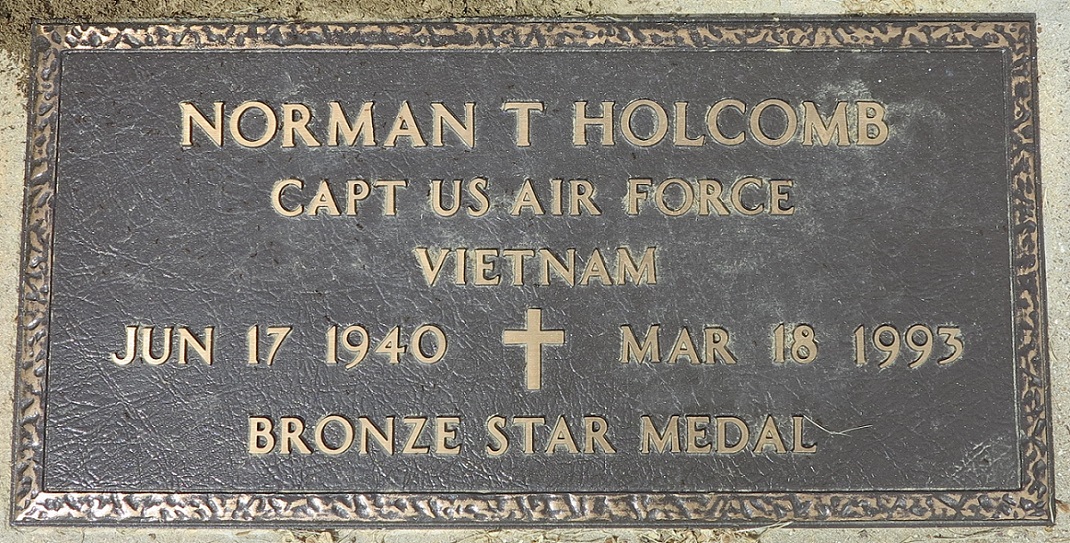 NORMAN T HOLCOMB
CAPT US AIR FORCE
VIETNAM
JUN 17 1940 MAR 18 1993
BRONZE STAR MEDAL